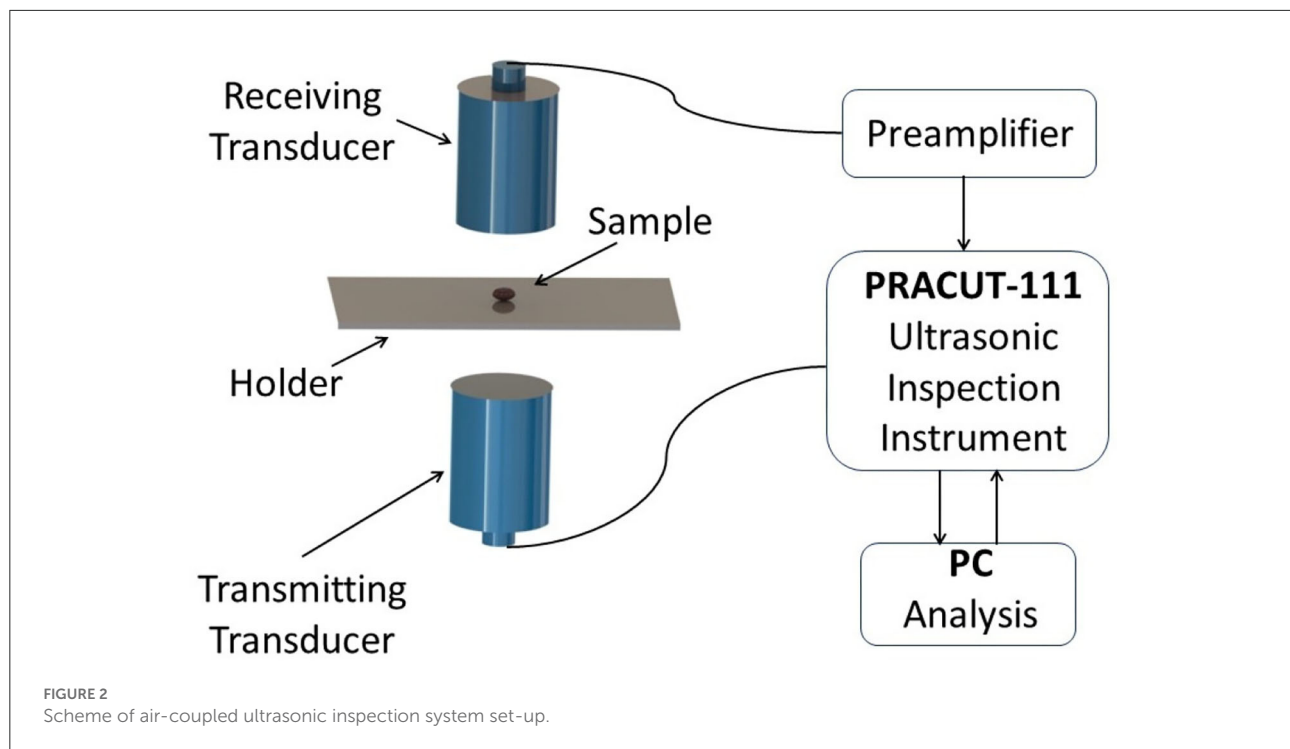 Receiving
Transducer
Preamplifier
Sample
PRACUT-111
Ultrasonic
Inspection
Instrument
Holder
Transmitting
Transducer
PC
Analysis
FIGURE 2
Scheme of air-coupled ultrasonic inspection system set-up.